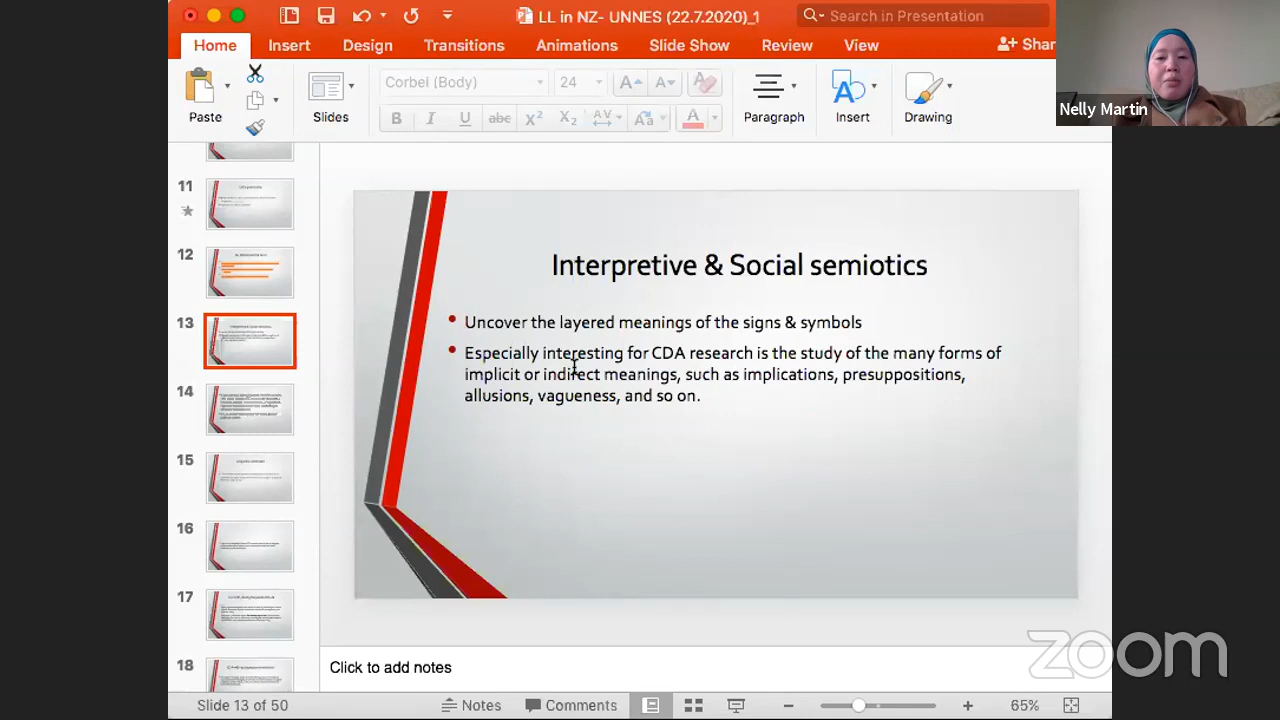 LL in NZ- UNNES (22.7.2020)_1
Search in Presentation
Home Insert Design Transitions Animations Slide Show Review View Shar
Nelly Martin
Paste Slides Corbel (Body) 24 Paragraph Insert Drawing
11
12
13
14
15
16
17
18
Interpretive & Social semiotics
Uncover the layered meanings of the signs & symbols
Especially interesting for CDA research is the study of the many forms of
implicit or indirect meanings, such as implications, presuppositions,
allusions, vagueness, and so on.
Click to add notes
zoom
Slide 13 of 50 Notes Comments 65%